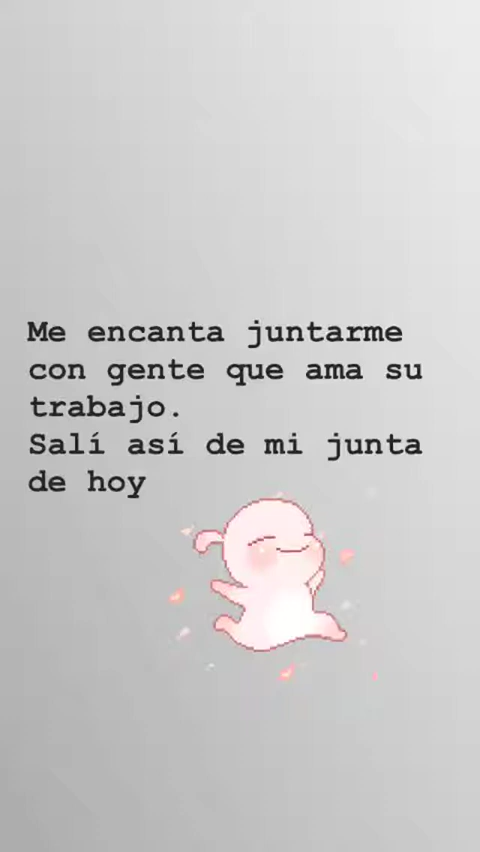 Me encanta juntarme
con gente que ama su
trabajo.
Salí así de mi junta
de hoy